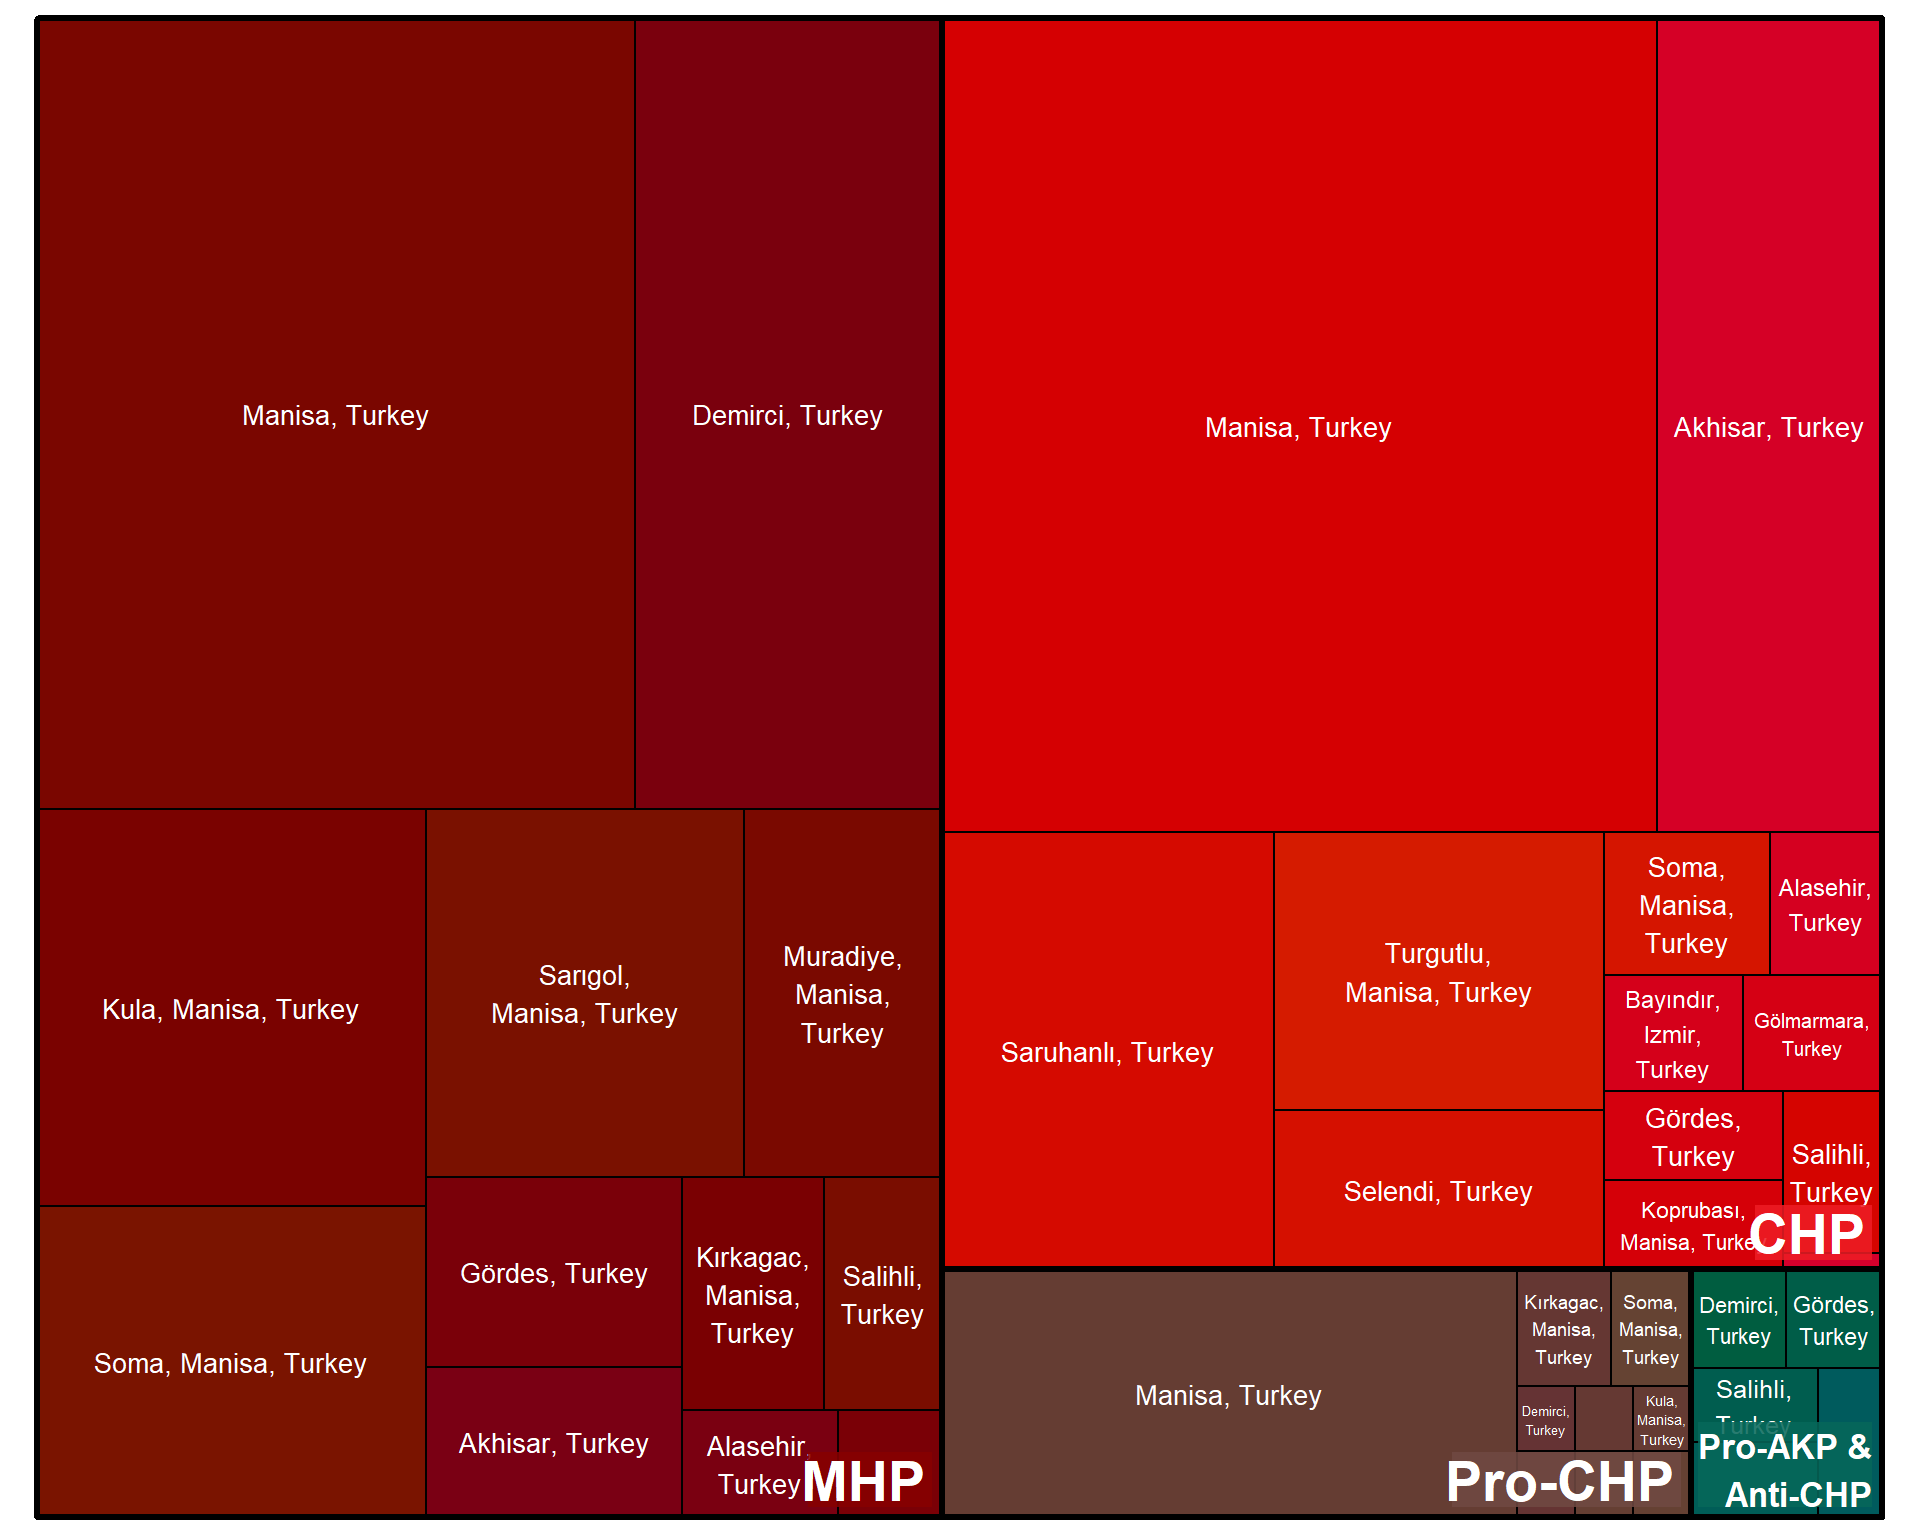 Manisa, Turkey
Demirci, Turkey
Kula, Manisa, Turkey
Sarıgol,
Manisa, Turkey
Muradiye,
Manisa,
Turkey
Soma, Manisa, Turkey
Gördes, Turkey
Kırkagac,
Manisa,
Turkey
Salihli,
Turkey
Akhisar, Turkey
Alasehir,
Turkey
MHP
Manisa, Turkey
Akhisar, Turkey
Saruhanlı, Turkey
Turgutlu,
Manisa, Turkey
Selendi, Turkey
Soma,
Manisa,
Turkey
Alasehir,
Turkey
Bayındır,
Izmir,
Turkey
Gölmarmara,
Turkey
Gördes,
Turkey
Salihli,
Turkey
Koprubası,
Manisa, Turkey
CHP
Manisa, Turkey
Kırkagac,
Manisa,
Turkey
Soma,
Manisa,
Turkey
Demirci,
Turkey
Kula,
Manisa,
Turkey
Pro-CHP
Demirci,
Turkey
Gördes,
Turkey
Salihli,
Turkey
Pro-AKP &
Anti-CHP